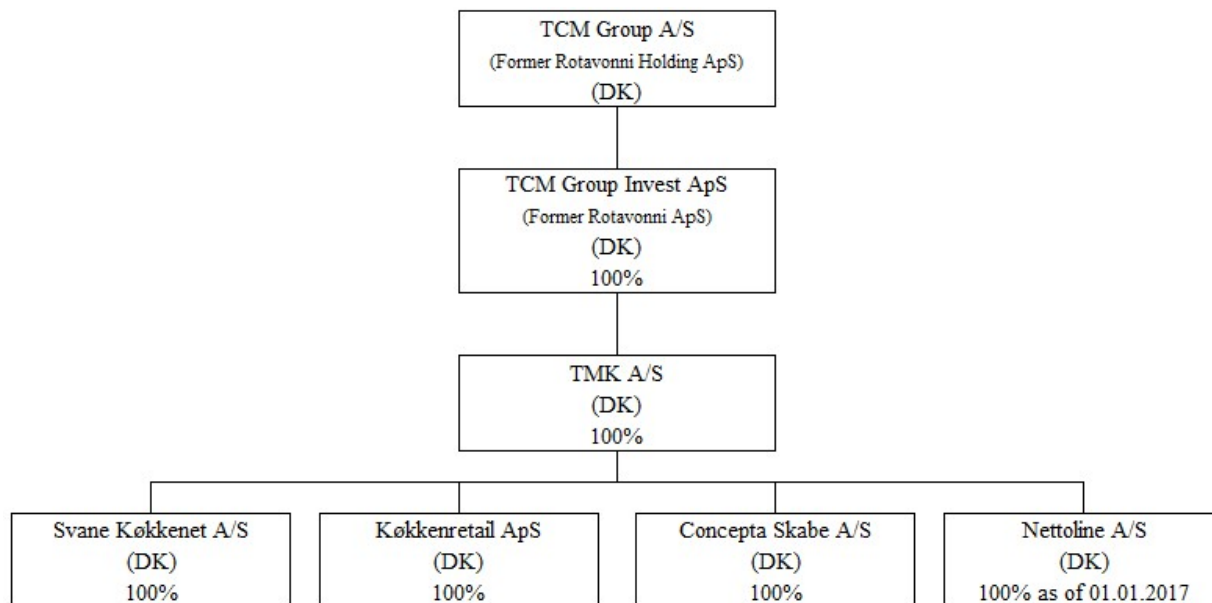 TCM Group A/S
(Former Rotavonni Holding ApS)
(DK)
TCM Group Invest ApS
(Former Rotavonni ApS)
(DK)
100%
TMK A/S
(DK)
100%
Svane Køkkenet A/S
(DK)
100%
Køkkenretail ApS
(DK)
100%
Concepta Skabe A/S
(DK)
100%
Nettoline A/S
(DK)
100% as of 01.01.2017